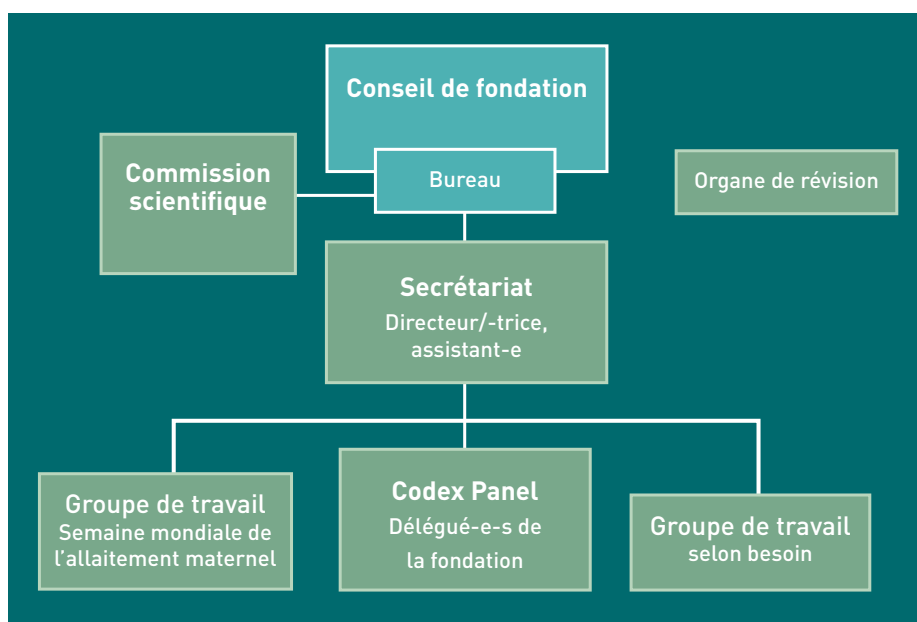 Conseil de fondation
Bureau
Commission
scientifique
Organe de révision
Secrétariat
Directeur/-trice,
assistant-e
Groupe de travail
Semaine mondiale de
l’allaitement maternel
Codex Panel
Délégué-e-s de
la fondation
Groupe de travail
selon besoin